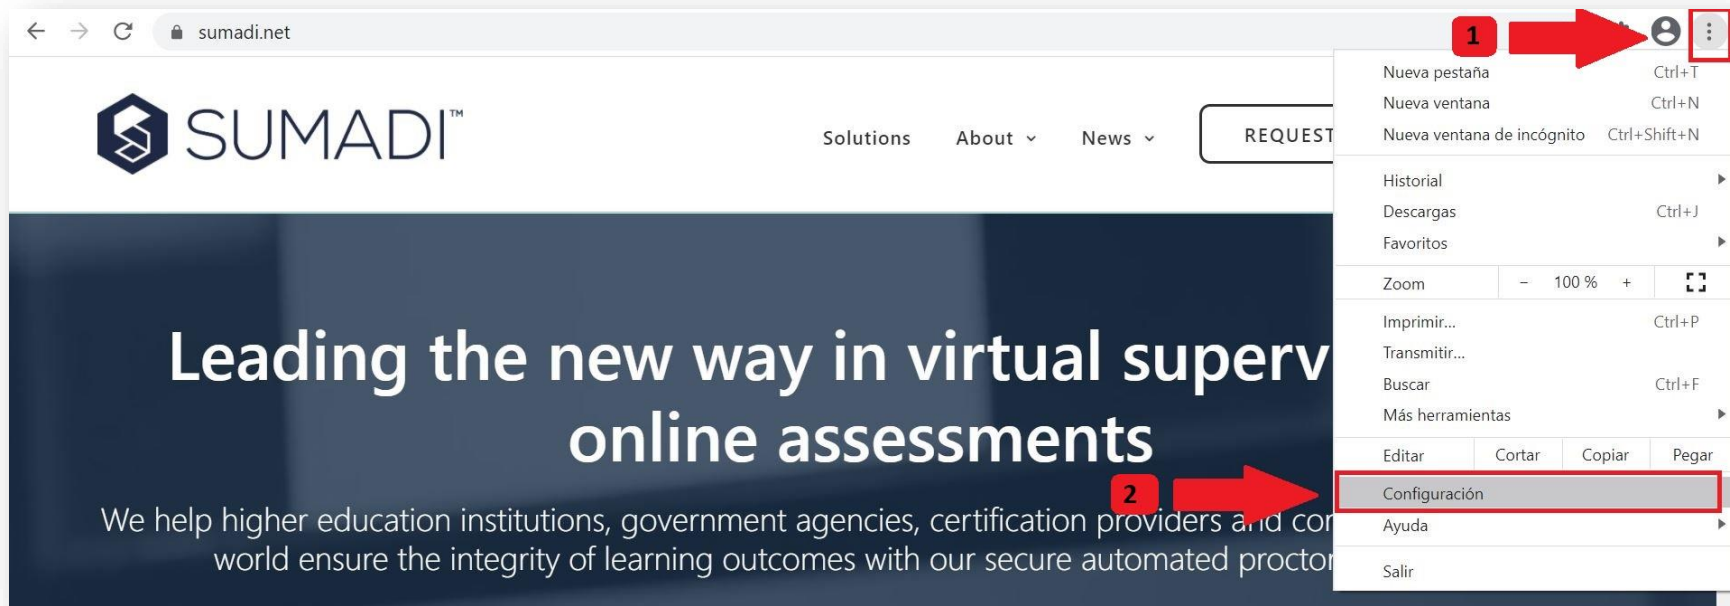 sumadi.net
1
SUMADI™
Solutions About News REQUEST
Leading the new way in virtual superv
online assessments
We help higher education institutions, government agencies, certification providers and cor
world ensure the integrity of learning outcomes with our secure automated proctor
Nueva pestaña Ctrl+T
Nueva ventana Ctrl+N
Nueva ventana de incógnito Ctrl+Shift+N
Historial
Descargas Ctrl+J
Favoritos
Zoom - 100 % +
Imprimir... Ctrl+P
Transmitir...
Buscar Ctrl+F
Más herramientas
Editar Cortar Copiar Pegar
2
Configuración
Ayuda
Salir